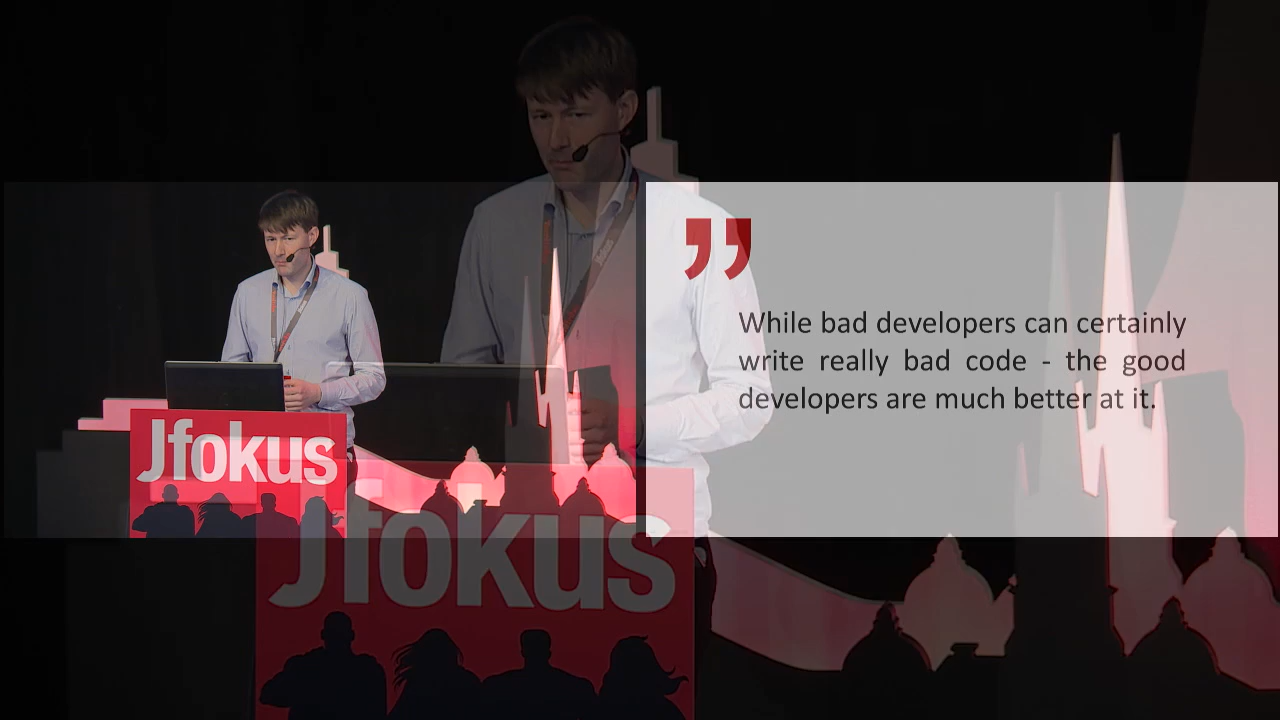 Jfokus
Jfokus
”
While bad developers can certainly
write really bad code - the good
developers are much better at it.